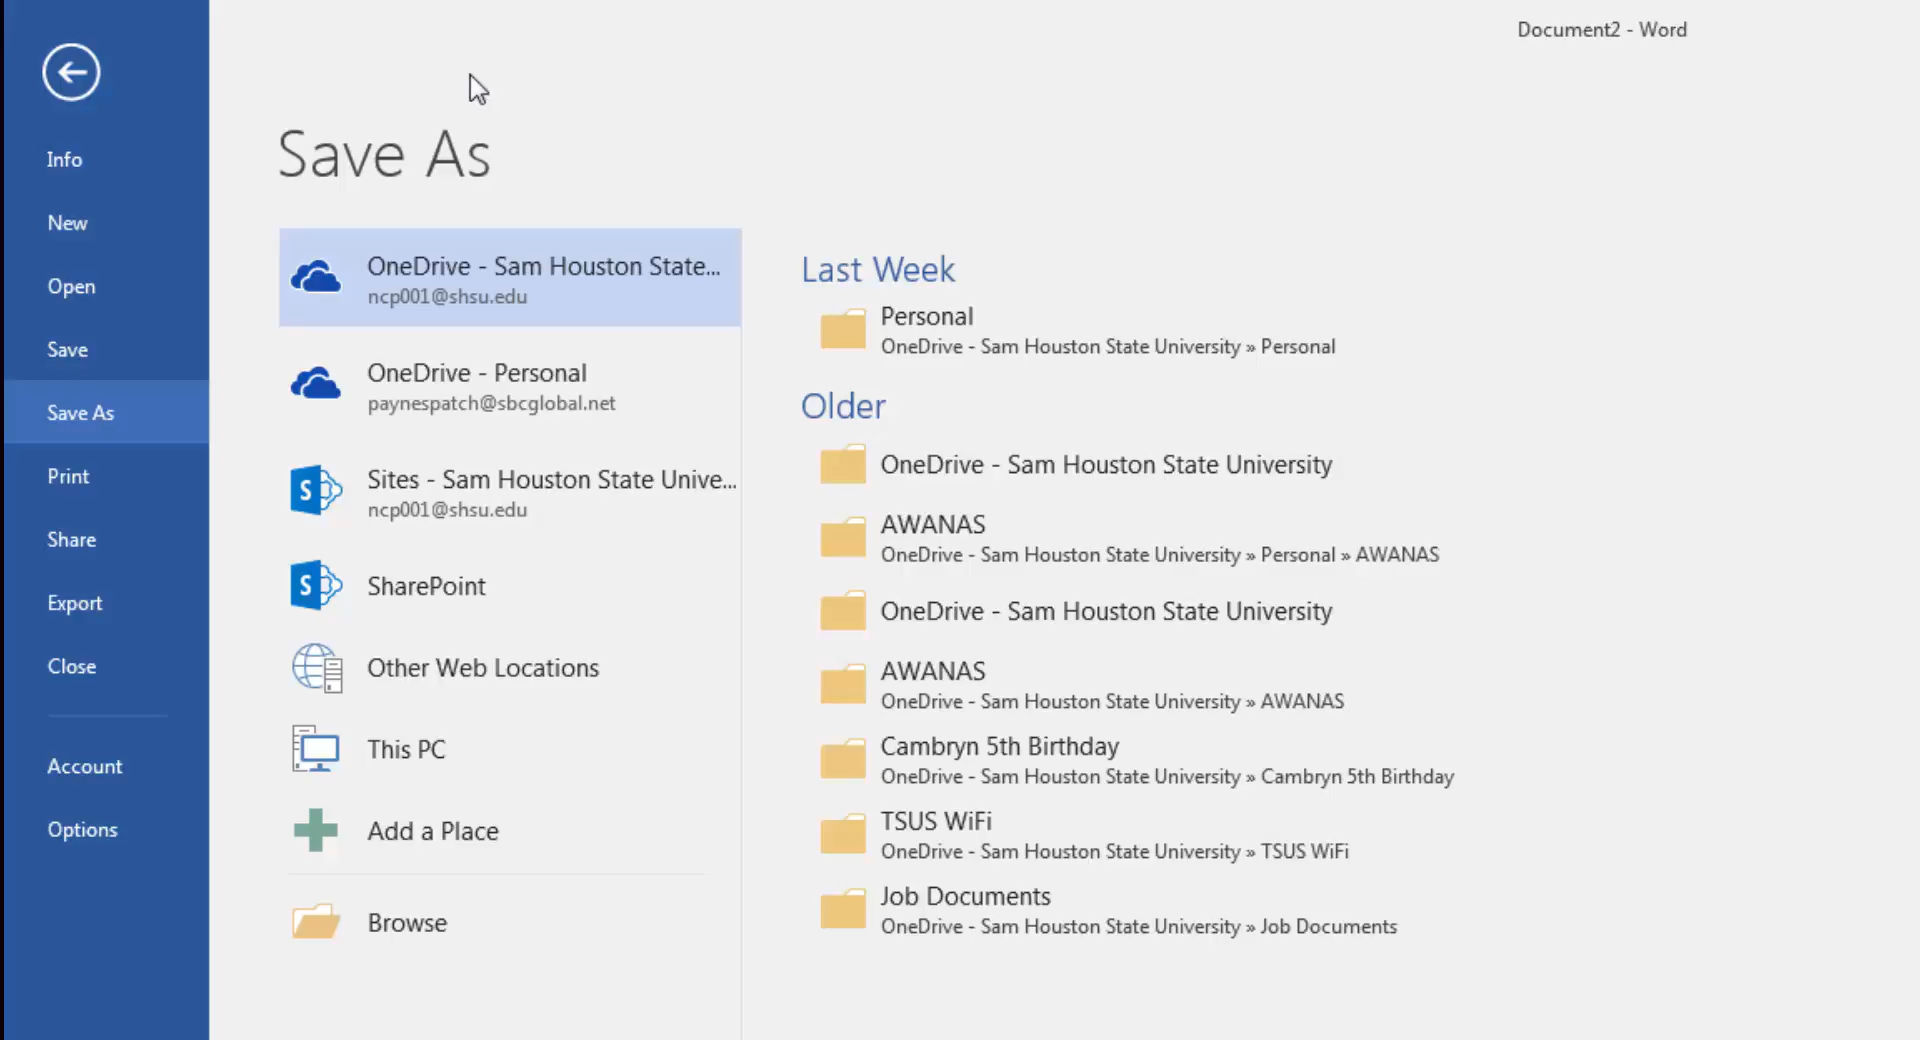 Document2 - Word
Info
New
Open
Save
Save As
Print
Share
Export
Close
Account
Options
Save As
OneDrive - Sam Houston State...
ncp001@shsu.edu
OneDrive - Personal
paynespatch@sbcglobal.net
Sites - Sam Houston State Unive...
ncp001@shsu.edu
SharePoint
Other Web Locations
This PC
Add a Place
Browse
Last Week
Personal
OneDrive - Sam Houston State University » Personal
Older
OneDrive - Sam Houston State University
AWANAS
OneDrive - Sam Houston State University » Personal » AWANAS
OneDrive - Sam Houston State University
AWANAS
OneDrive - Sam Houston State University » AWANAS
Cambryn 5th Birthday
OneDrive - Sam Houston State University » Cambryn 5th Birthday
TSUS WiFi
OneDrive - Sam Houston State University » TSUS WiFi
Job Documents
OneDrive - Sam Houston State University » Job Documents